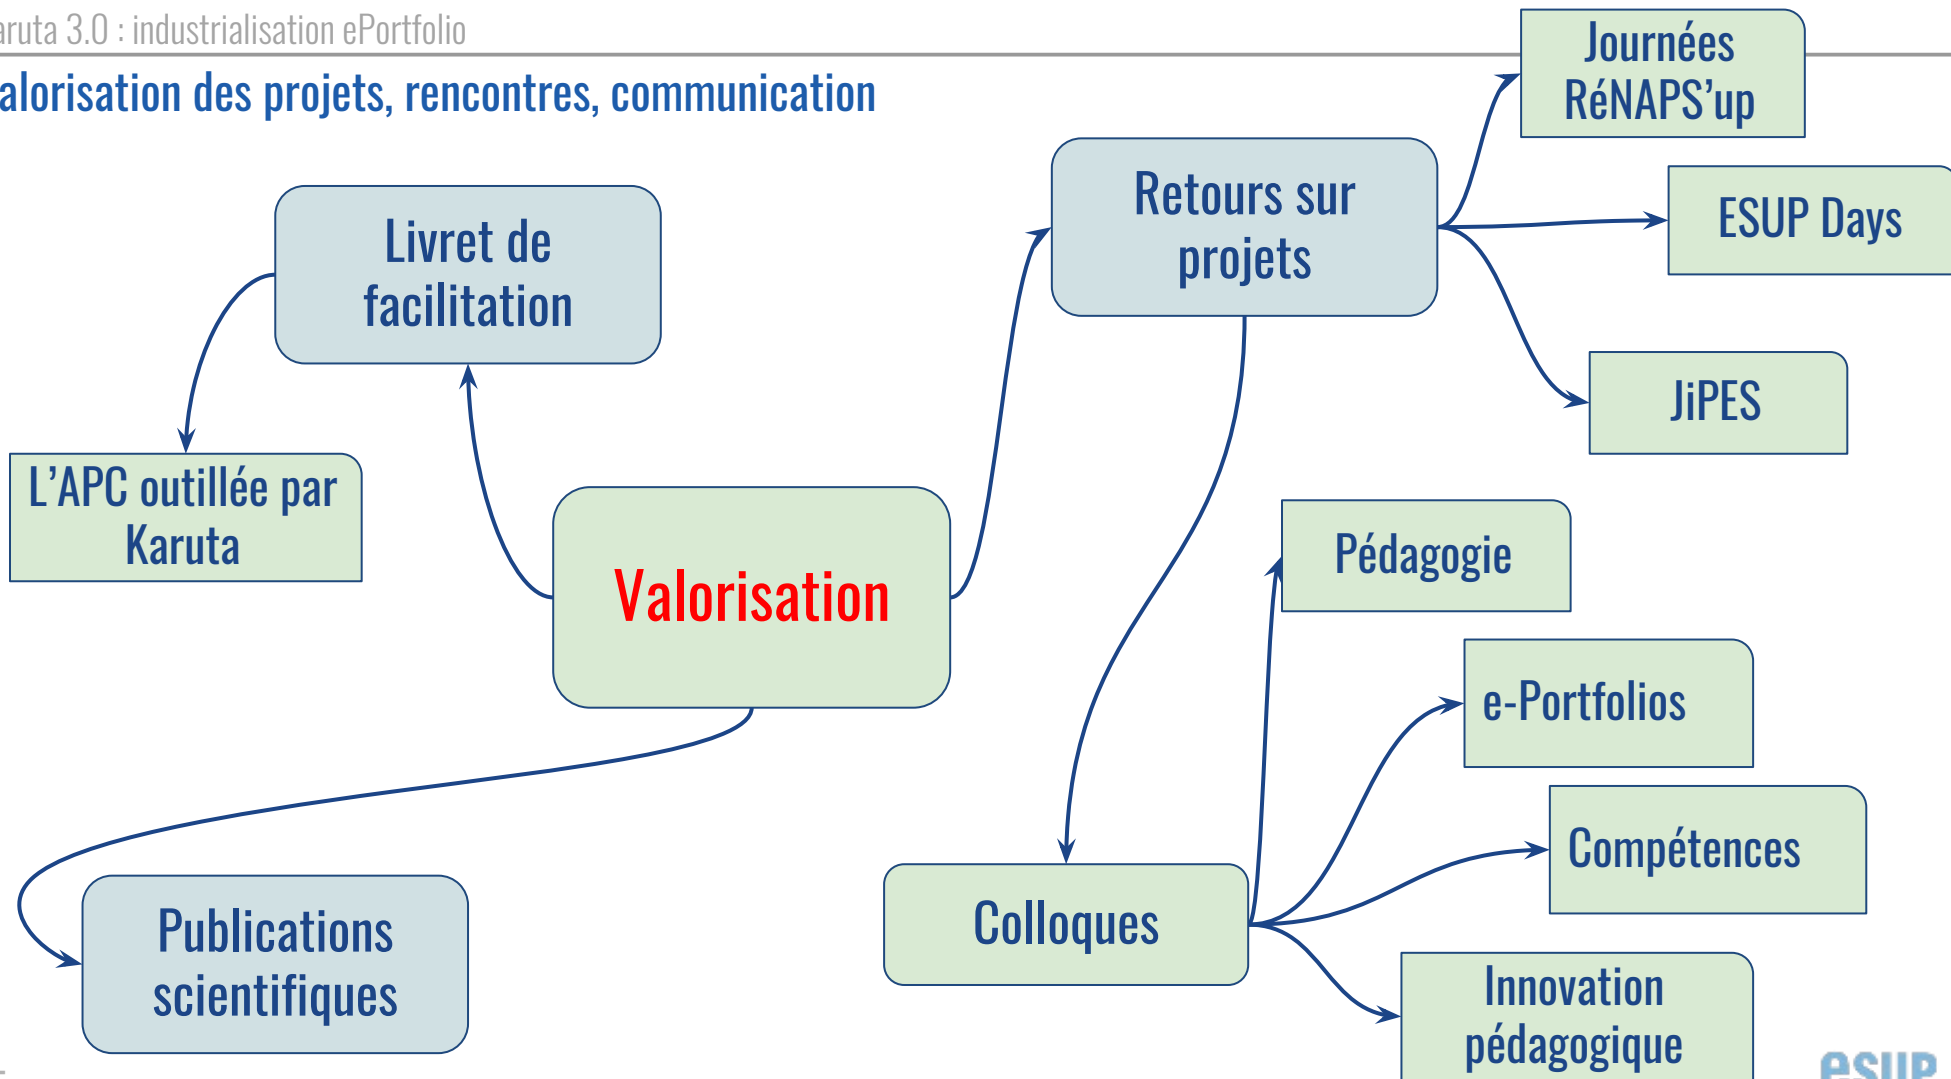 aruta 3.0 : industrialisation ePortfolio
alorisation des projets, rencontres, communication
Journées
RéNAPS’up
Retours sur
projets
ESUP Days
Livret de
facilitation
JiPES
L’APC outillée par
Karuta
Pédagogie
Valorisation
e-Portfolios
Compétences
Colloques
Publications
scientifiques
Innovation
pédagogique
esup